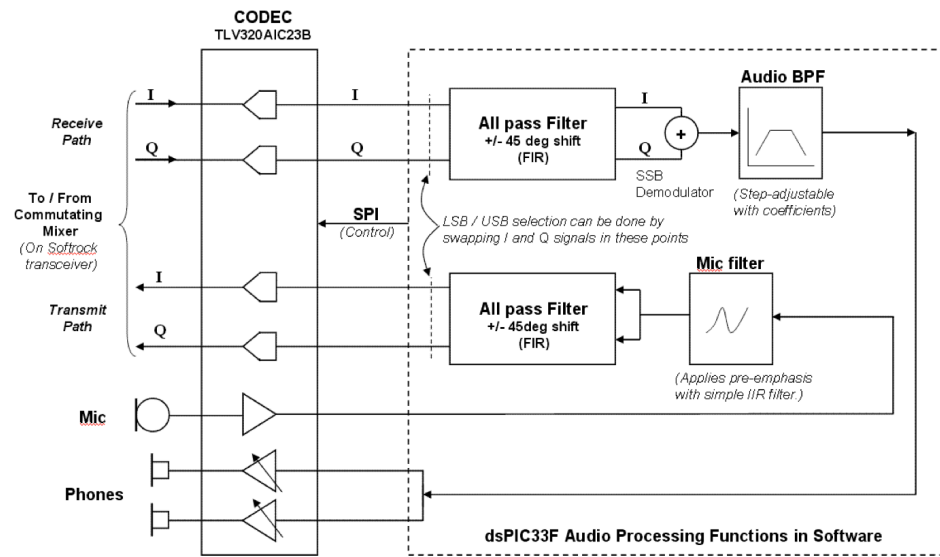 CODEC
TLV320AIC23B
Audio BPF
I
I
I
Receive
Path
All pass Filter
+/- 45 deg shift
(FIR)
+
Q
Q
Q
SSB
Demodulator
(Step-adjustable
with coefficients)
To / From
Commutating
Mixer
(On Softrock
transceiver)
SPI
(Control)
LSB / USB selection can be done by
swapping I and Q signals in these points
Mic filter
I
Transmit
Path
All pass Filter
+/- 45deg shift
(FIR)
Q
(Applies pre-emphasis
with simple IIR filter.)
Mic
Phones
dsPIC33F Audio Processing Functions in Software